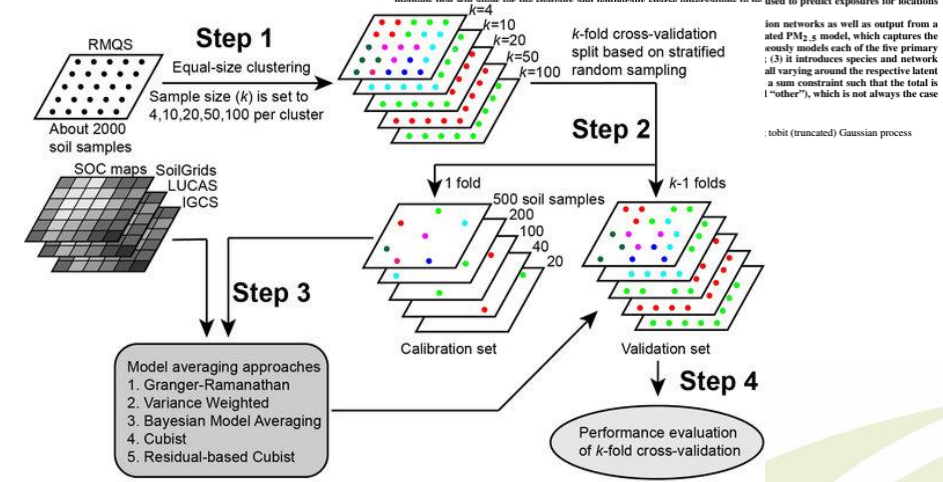 used to predict exposures for locations
ion networks as well as output from a
ated PM2.5 model, which captures the
eously models each of the five primary
; (3) it introduces species and network
all varying around the respective latent
a sum constraint such that the total is
"other"), which is not always the case
; tobit (truncated) Gaussian process
RMQS
About 2000
soil samples
Step 1
Equal-size clustering
Sample size (k) is set to
4,10,20,50,100 per cluster
k=4
k=10
k=20
k=50
k=100
k-fold cross-validation
split based on stratified
random sampling
Step 2
1 fold
k-1 folds
SOC maps
SoilGrids
LUCAS
IGCS
500 soil samples
200
100
40
20
Step 3
Calibration set
Validation set
Model averaging approaches
1. Granger-Ramanathan
2. Variance Weighted
3. Bayesian Model Averaging
4. Cubist
5. Residual-based Cubist
Step 4
Performance evaluation
of k-fold cross-validation